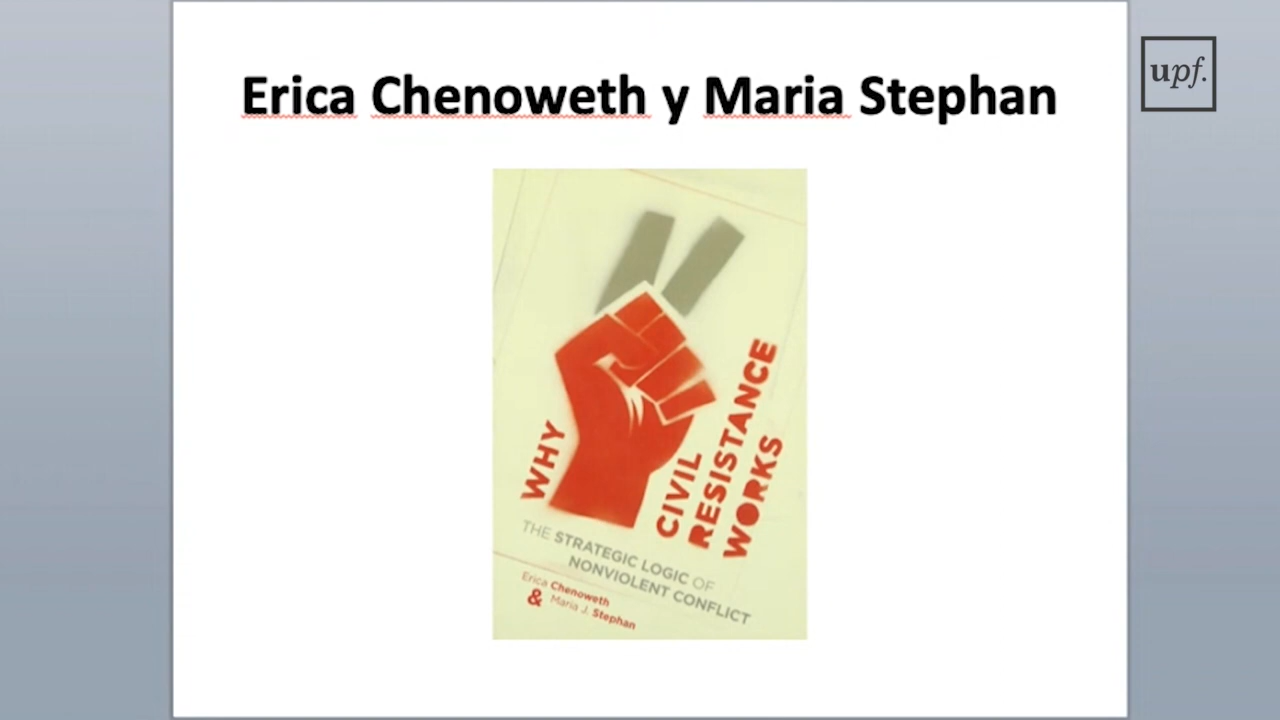 Erica Chenoweth y Maria Stephan
upf.
WHY
CIVIL
RESISTANCE
WORKS
THE STRATEGIC LOGIC OF
NONVIOLENT CONFLICT
Erica Chenoweth
& Maria J. Stephan